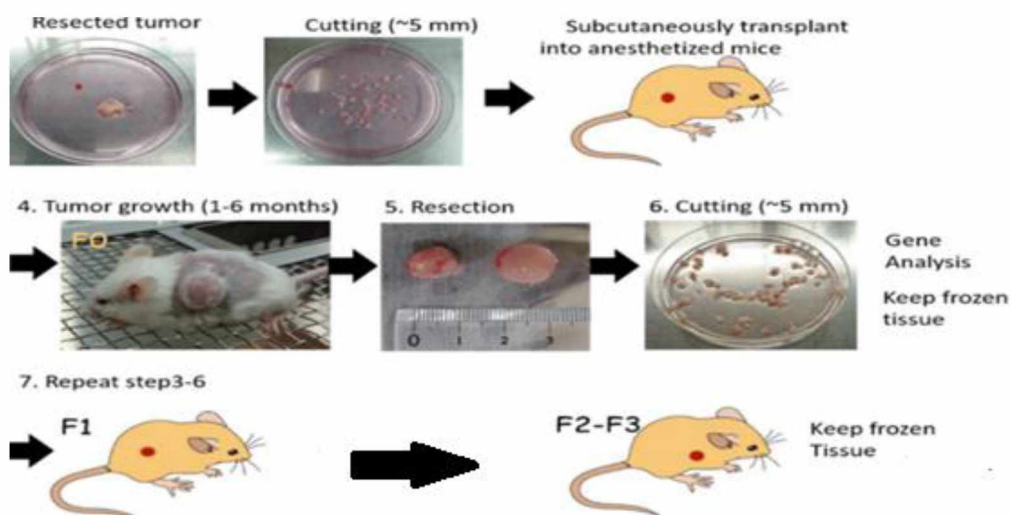 Resected tumor
Cutting (~5 mm)
Subcutaneously transplant
into anesthetized mice
4. Tumor growth (1-6 months)
5. Resection
6. Cutting (~5 mm)
F0
0 1 2 3
Gene
Analysis
Keep frozen
tissue
7. Repeat step3-6
F1
F2-F3
Keep frozen
Tissue